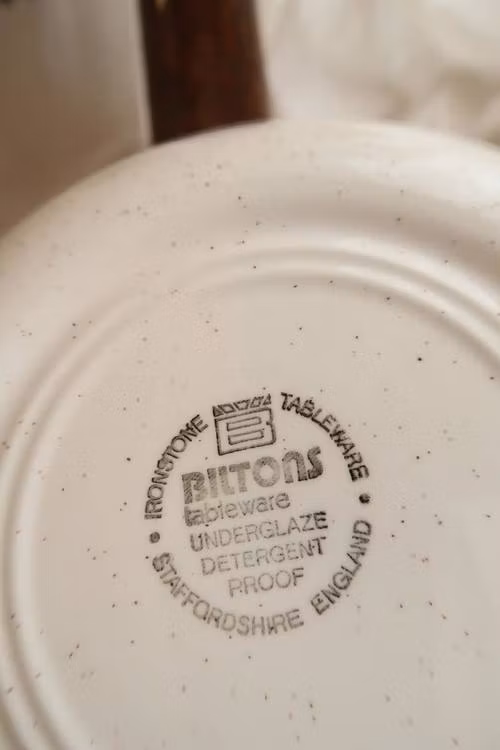 IRONSTONE TABLEWARE
B
BILTONS
tableware
UNDERGLAZE
DETERGENT
PROOF
STAFFORDSHIRE ENGLAND